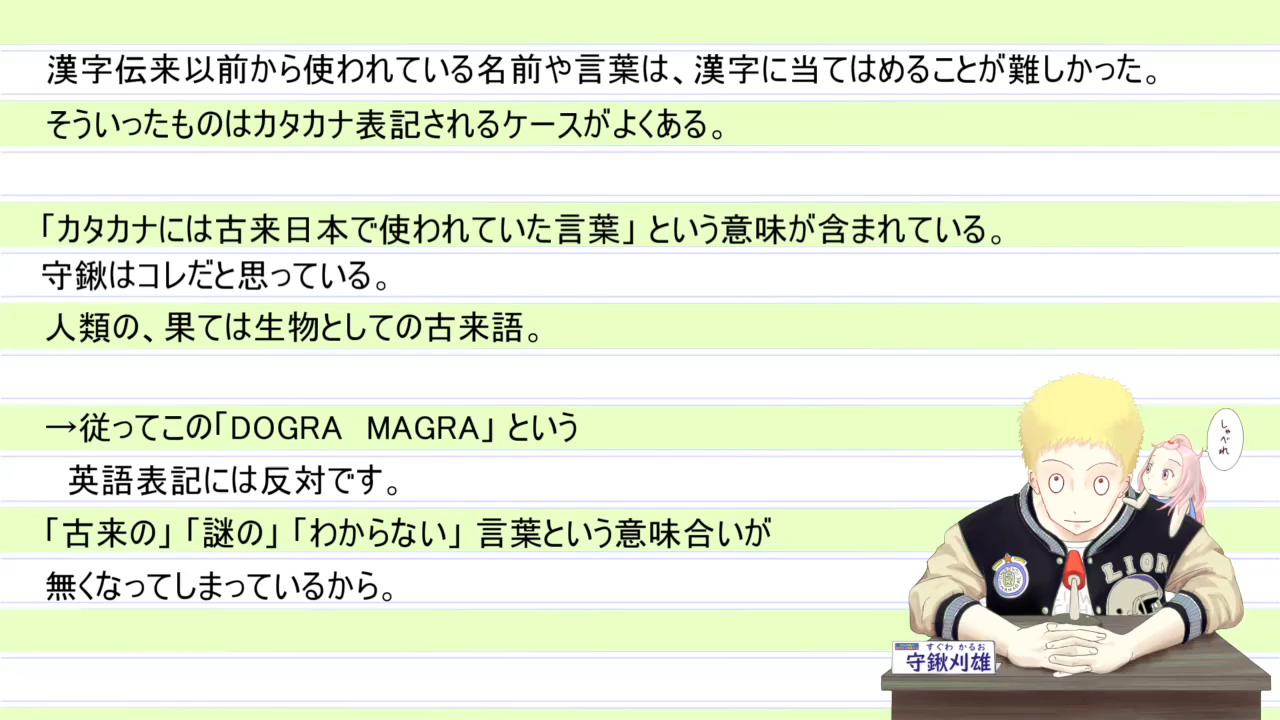 漢字伝来以前から使われている名前や言葉は、漢字に当てはめることが難しかった。
そういったものはカタカナ表記されるケースがよくある。
「カタカナには古来日本で使われていた言葉」という意味が含まれている。
守鍬はコレだと思っている。
人類の、果ては生物としての古来語。
→従ってこの「DOGRA　MAGRA」という
英語表記には反対です。
「古来の」「謎の」「わからない」言葉という意味合いが
無くなってしまっているから。
しゃべれ
LION
すぐわ かるお
守鍬刈雄